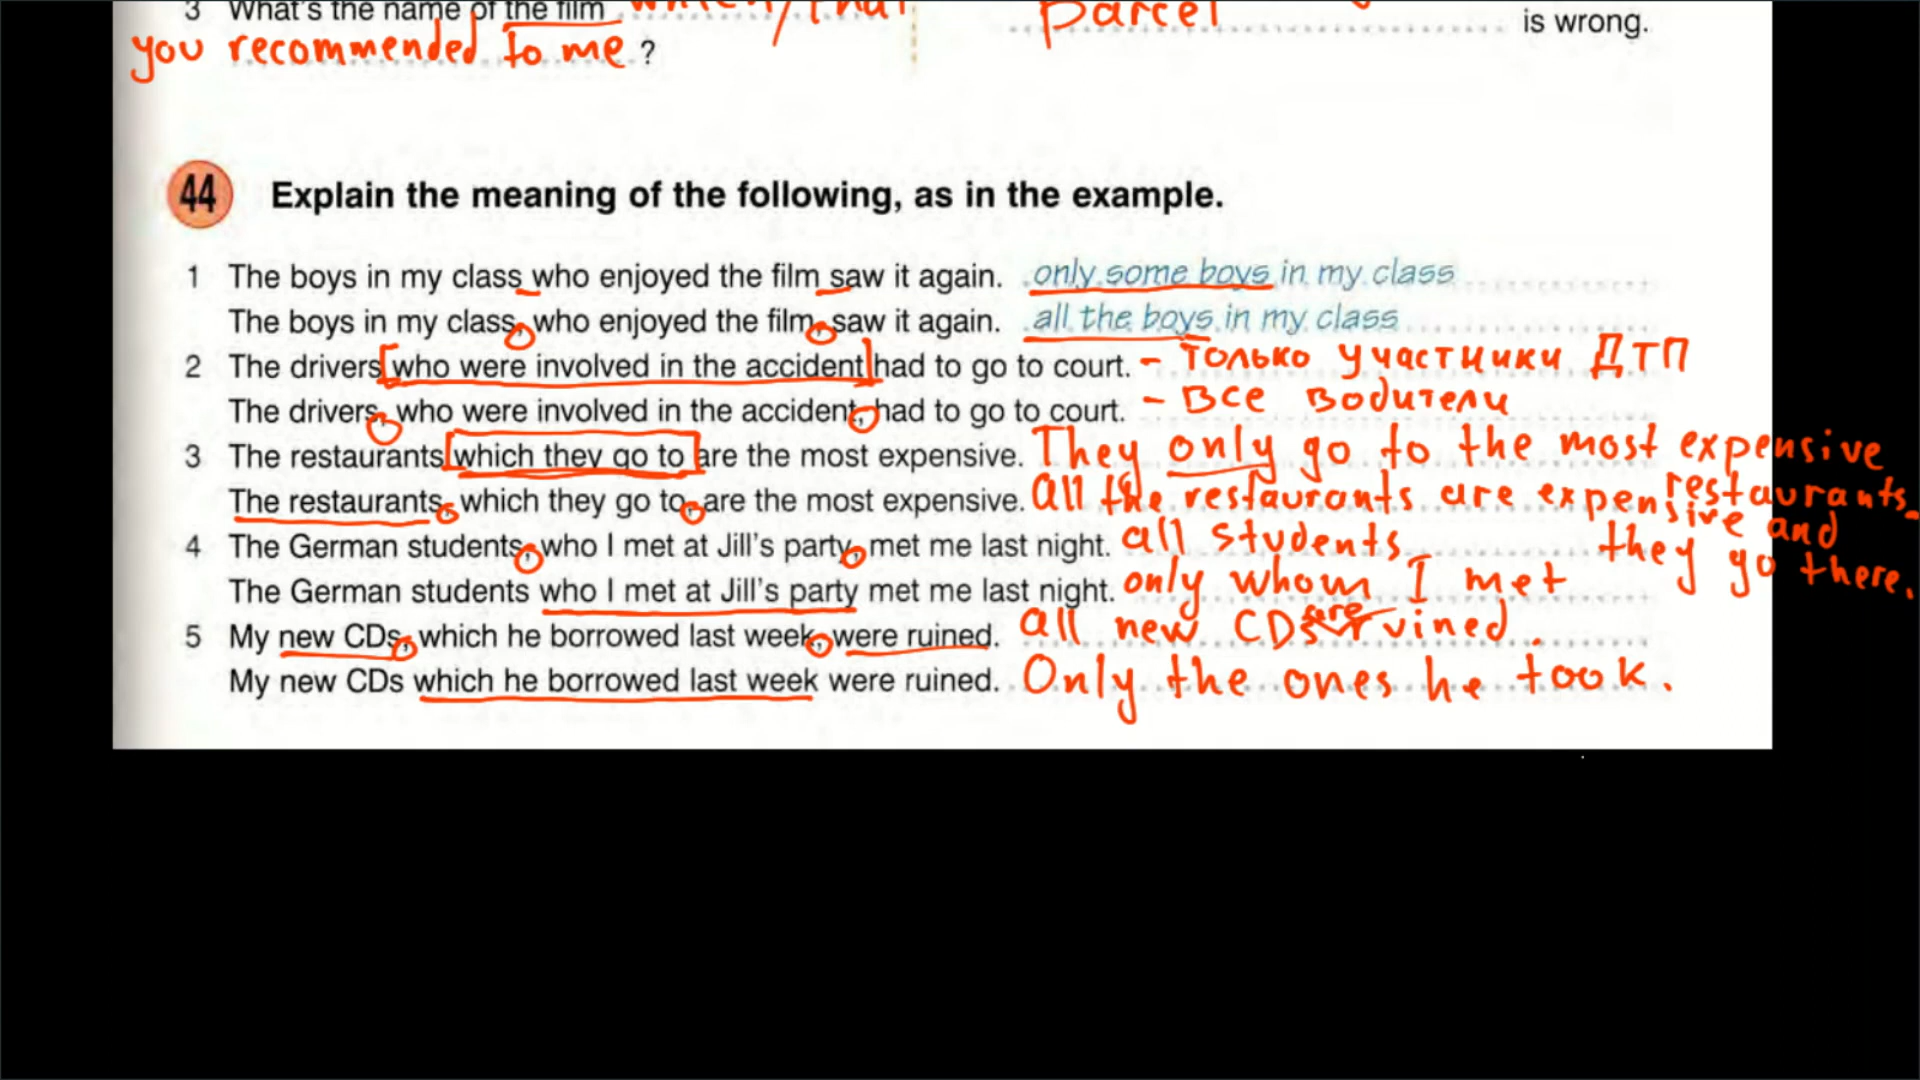 3 What's the name of the film which/that
you recommended to me ?
parcel is wrong.
44 Explain the meaning of the following, as in the example.
1 The boys in my class who enjoyed the film saw it again. only some boys in my class
The boys in my class, who enjoyed the film, saw it again. all the boys in my class
2 The drivers [who were involved in the accident] had to go to court. - только участники ДТП
The drivers, who were involved in the accident, had to go to court. - все водители
3 The restaurants [which they go to] are the most expensive. They only go to the most expensive restaurants.
The restaurants, which they go to, are the most expensive. all the restaurants are expensive and they go there.
4 The German students, who I met at Jill's party, met me last night. all students
The German students who I met at Jill's party met me last night. only whom I met
5 My new CDs, which he borrowed last week, were ruined. all new CDs are ruined.
My new CDs which he borrowed last week were ruined. Only the ones he took.